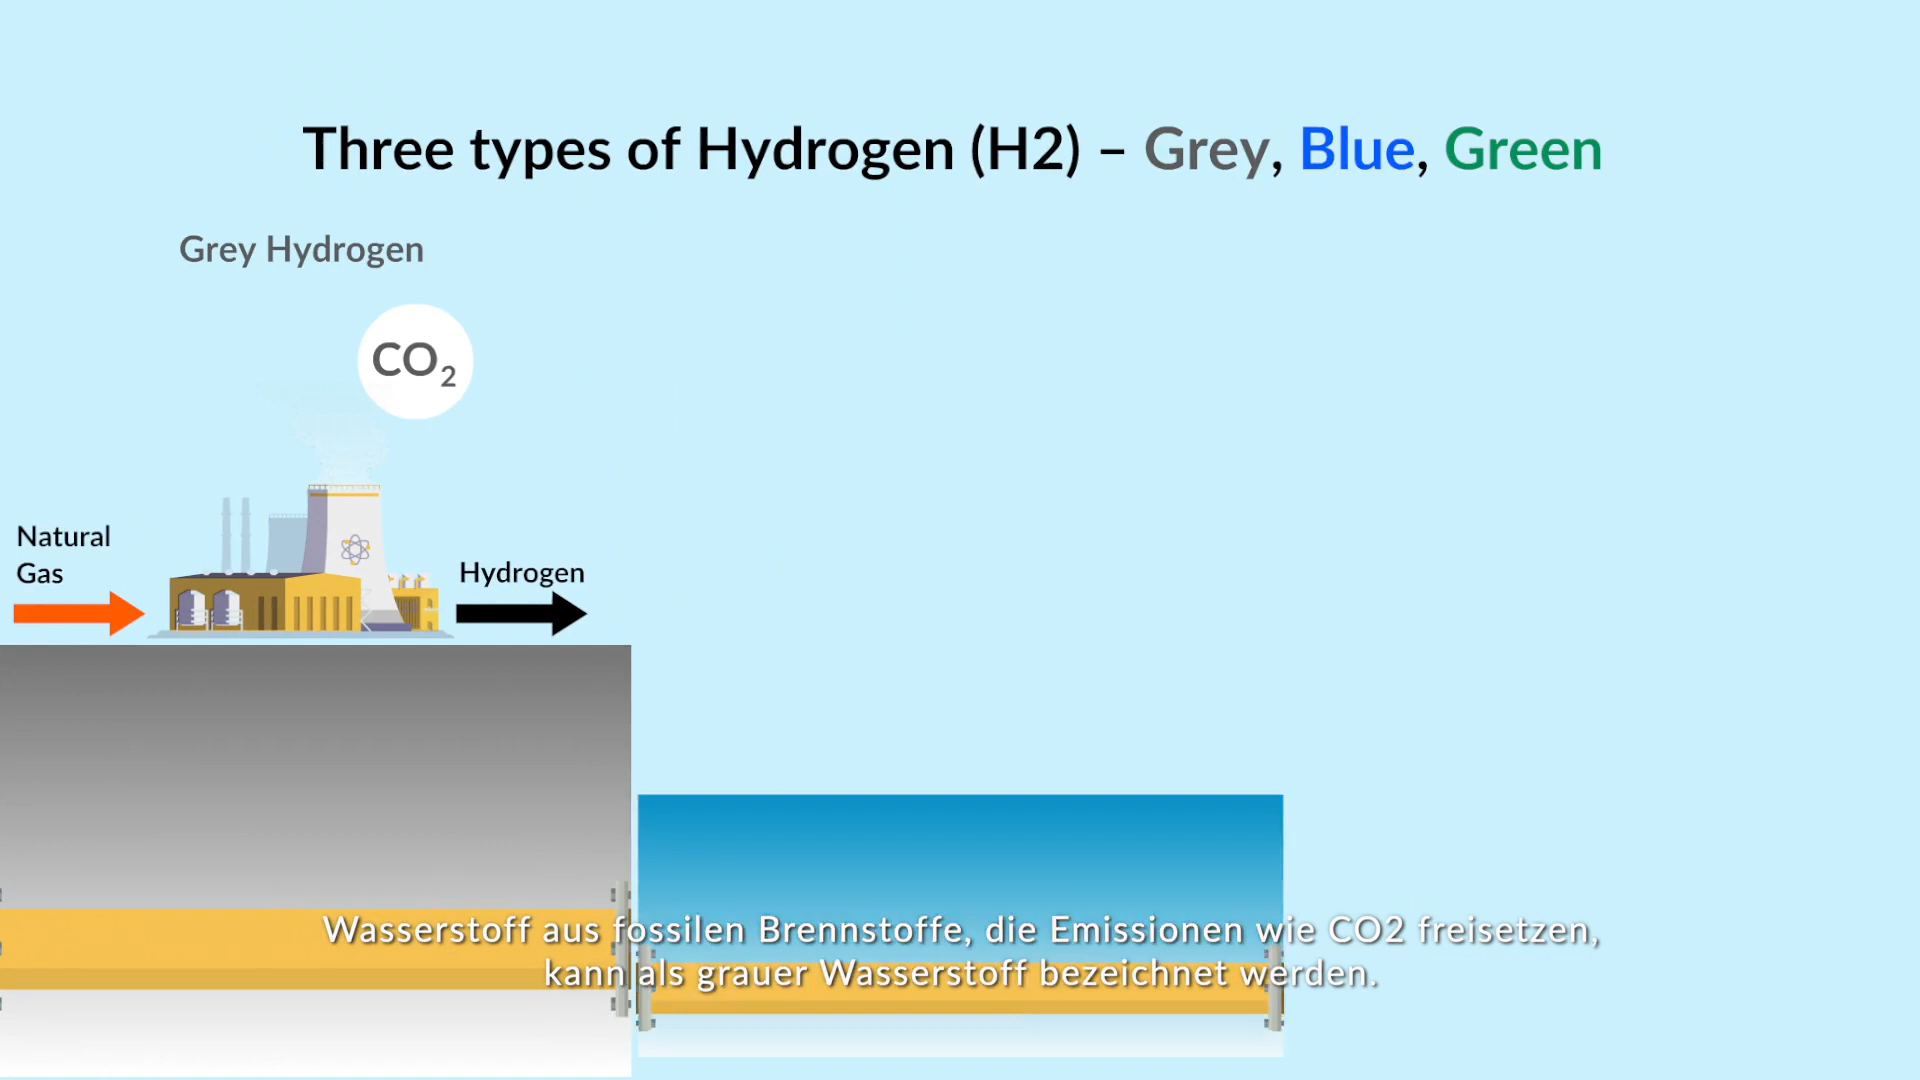 Three types of Hydrogen (H2) – Grey, Blue, Green
Grey Hydrogen
CO₂
Natural
Gas
Hydrogen
Wasserstoff aus fossilen Brennstoffe, die Emissionen wie CO2 freisetzen,
kann als grauer Wasserstoff bezeichnet werden.